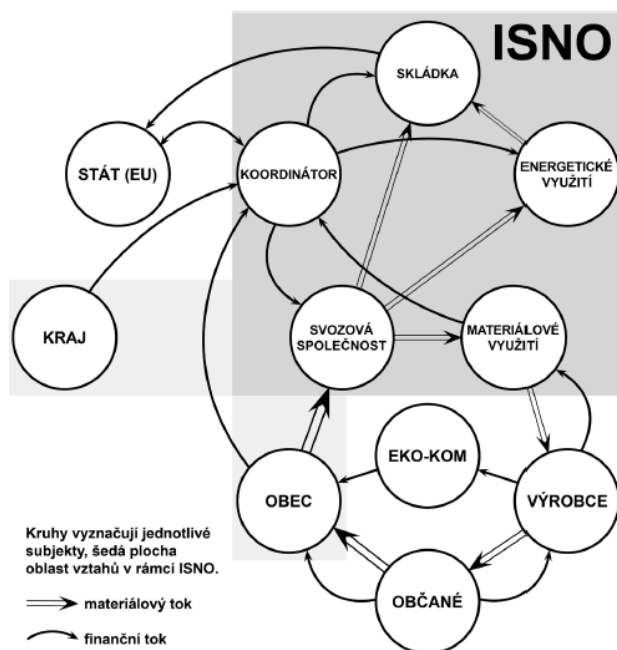 ISNO
SKLÁDKA
STÁT (EU)
KOORDINÁTOR
ENERGETICKÉ
VYUŽITÍ
KRAJ
SVOZOVÁ
SPOLEČNOST
MATERIÁLOVÉ
VYUŽITÍ
EKO-KOM
OBEC
VÝROBCE
OBČANÉ
Kruhy vyznačují jednotlivé
subjekty, šedá plocha
oblast vztahů v rámci ISNO.
materiálový tok
finanční tok